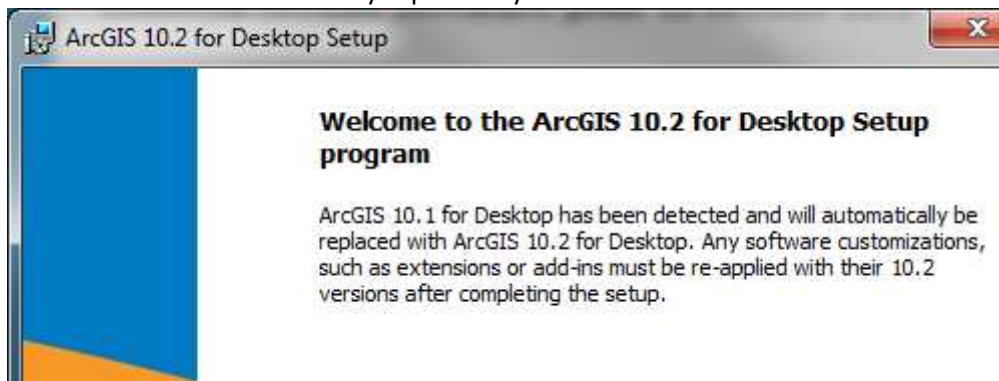 ArcGIS 10.2 for Desktop Setup
Welcome to the ArcGIS 10.2 for Desktop Setup
program
ArcGIS 10.1 for Desktop has been detected and will automatically be
replaced with ArcGIS 10.2 for Desktop. Any software customizations,
such as extensions or add-ins must be re-applied with their 10.2
versions after completing the setup.